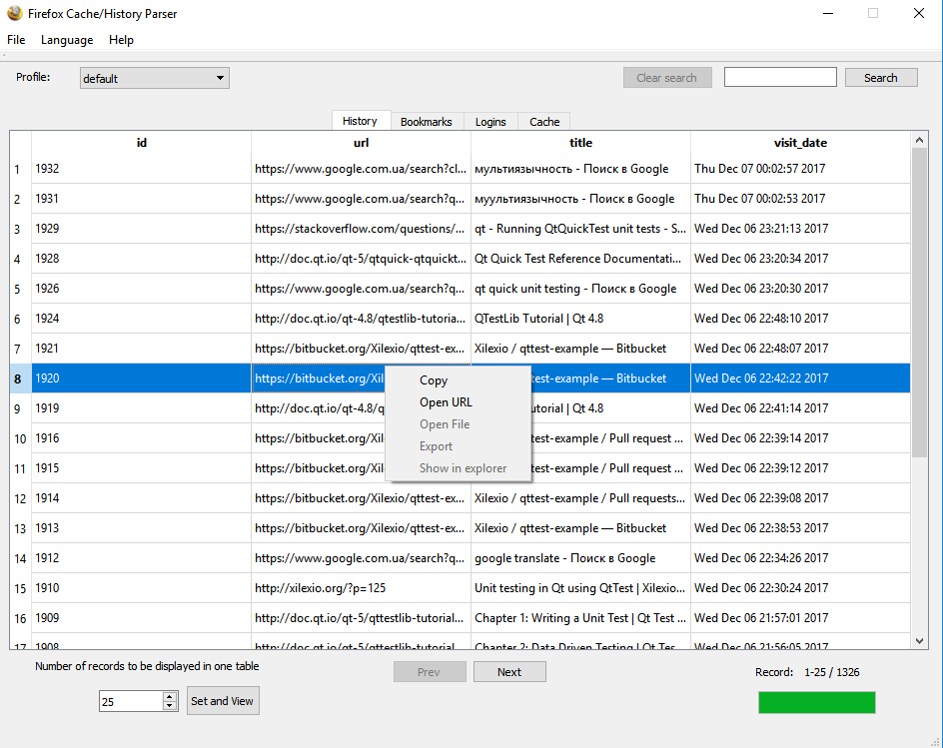 Firefox Cache/History Parser
File Language Help
Profile: default Clear search Search
History Bookmarks Logins Cache
id url title visit_date
1 1932 https://www.google.com.ua/search?cl... мультиязычность - Поиск в Google Thu Dec 07 00:02:57 2017
2 1931 https://www.google.com.ua/search?q... муультиязычность - Поиск в Google Thu Dec 07 00:02:53 2017
3 1929 https://stackoverflow.com/questions/... qt - Running QtQuickTest unit tests - S... Wed Dec 06 23:21:13 2017
4 1928 http://doc.qt.io/qt-5/qtquick-qtquickt... Qt Quick Test Reference Documentati... Wed Dec 06 23:20:34 2017
5 1926 https://www.google.com.ua/search?q... qt quick unit testing - Поиск в Google Wed Dec 06 23:20:30 2017
6 1924 http://doc.qt.io/qt-4.8/qtestlib-tutoria... QTestLib Tutorial | Qt 4.8 Wed Dec 06 22:48:10 2017
7 1921 https://bitbucket.org/Xilexio/qttest-ex... Xilexio / qttest-example — Bitbucket Wed Dec 06 22:48:07 2017
8 1920 https://bitbucket.org/Xil test-example — Bitbucket Wed Dec 06 22:42:22 2017
Copy
Open URL
Open File
Export
Show in explorer
9 1919 http://doc.qt.io/qt-4.8/q utorial | Qt 4.8 Wed Dec 06 22:41:14 2017
10 1916 https://bitbucket.org/Xil test-example / Pull request ... Wed Dec 06 22:39:14 2017
11 1915 https://bitbucket.org/Xil test-example / Pull request ... Wed Dec 06 22:39:12 2017
12 1914 https://bitbucket.org/Xilexio/qttest-ex... Xilexio / qttest-example / Pull requests... Wed Dec 06 22:39:08 2017
13 1913 https://bitbucket.org/Xilexio/qttest-ex... Xilexio / qttest-example — Bitbucket Wed Dec 06 22:38:53 2017
14 1912 https://www.google.com.ua/search?q... google translate - Поиск в Google Wed Dec 06 22:34:26 2017
15 1910 http://xilexio.org/?p=125 Unit testing in Qt using QtTest | Xilexio... Wed Dec 06 22:30:24 2017
16 1909 http://doc.qt.io/qt-5/qttestlib-tutorial... Chapter 1: Writing a Unit Test | Qt Test ... Wed Dec 06 21:57:01 2017
17 1908 http://doc.qt.io/qt-5/qttestlib-tutorial... Chapter 2: Data Driven Testing | Qt Tes... Wed Dec 06 21:56:05 2017
Number of records to be displayed in one table Prev Next Record: 1-25 / 1326
25 Set and View